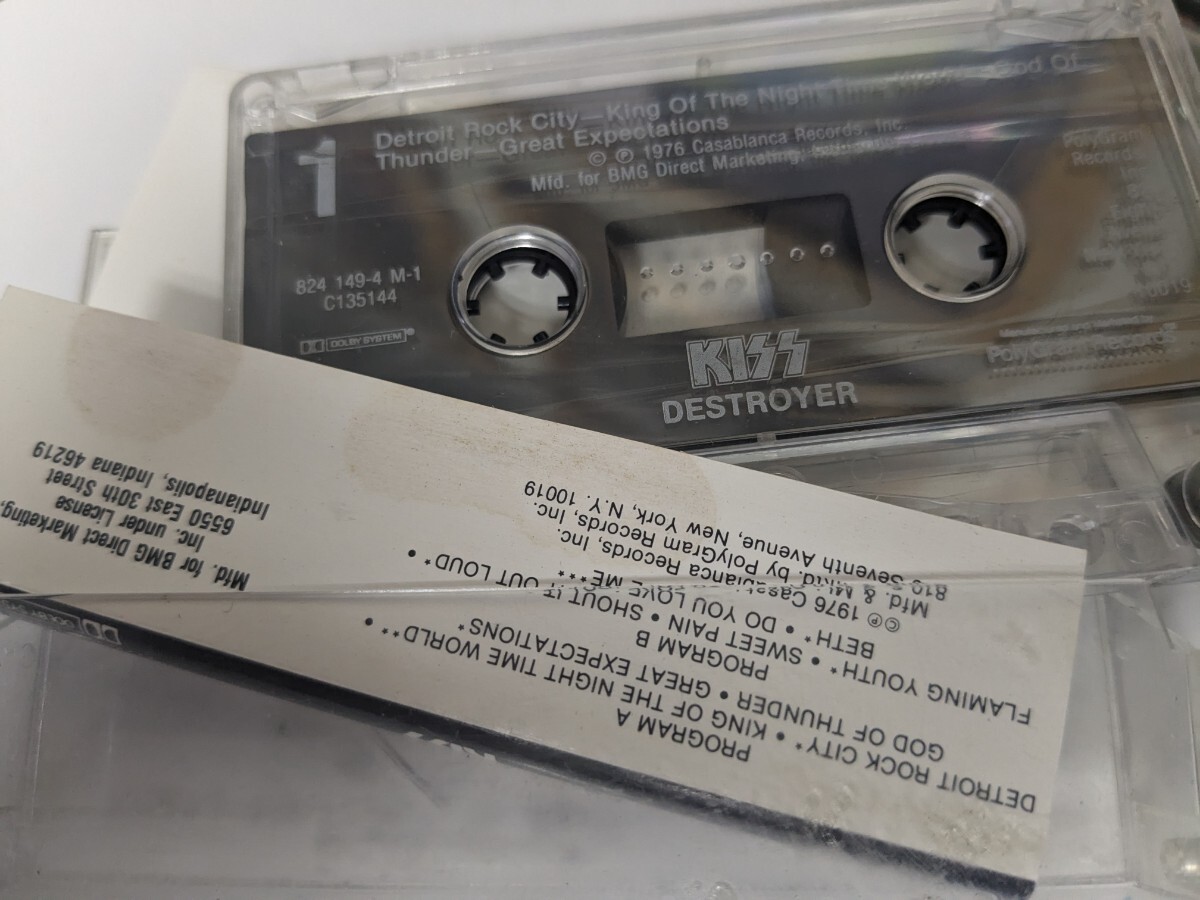 1
Detroit Rock City—King Of The Night Time World—God Of
Thunder—Great Expectations
© ℗ 1976 Casablanca Records, Inc.
Mfd. for BMG Direct Marketing,
824 149-4 M-1
C135144
DOLBY SYSTEM®
KISS
DESTROYER
PolyGram
Records,
10019
PolyGram Records
PROGRAM A
DETROIT ROCK CITY* • KING OF THE NIGHT TIME WORLD** •
GOD OF THUNDER • GREAT EXPECTATIONS*
PROGRAM B
FLAMING YOUTH* • SWEET PAIN • SHOUT IT OUT LOUD* •
BETH* • DO YOU LOVE ME***
©℗ 1976 Casablanca Records, Inc.
Mfd. & Mktd. by PolyGram Records, Inc.
810 Seventh Avenue, New York, N.Y. 10019
Mfd. for BMG Direct Marketing,
Inc. under License
6550 East 30th Street
Indianapolis, Indiana 46219